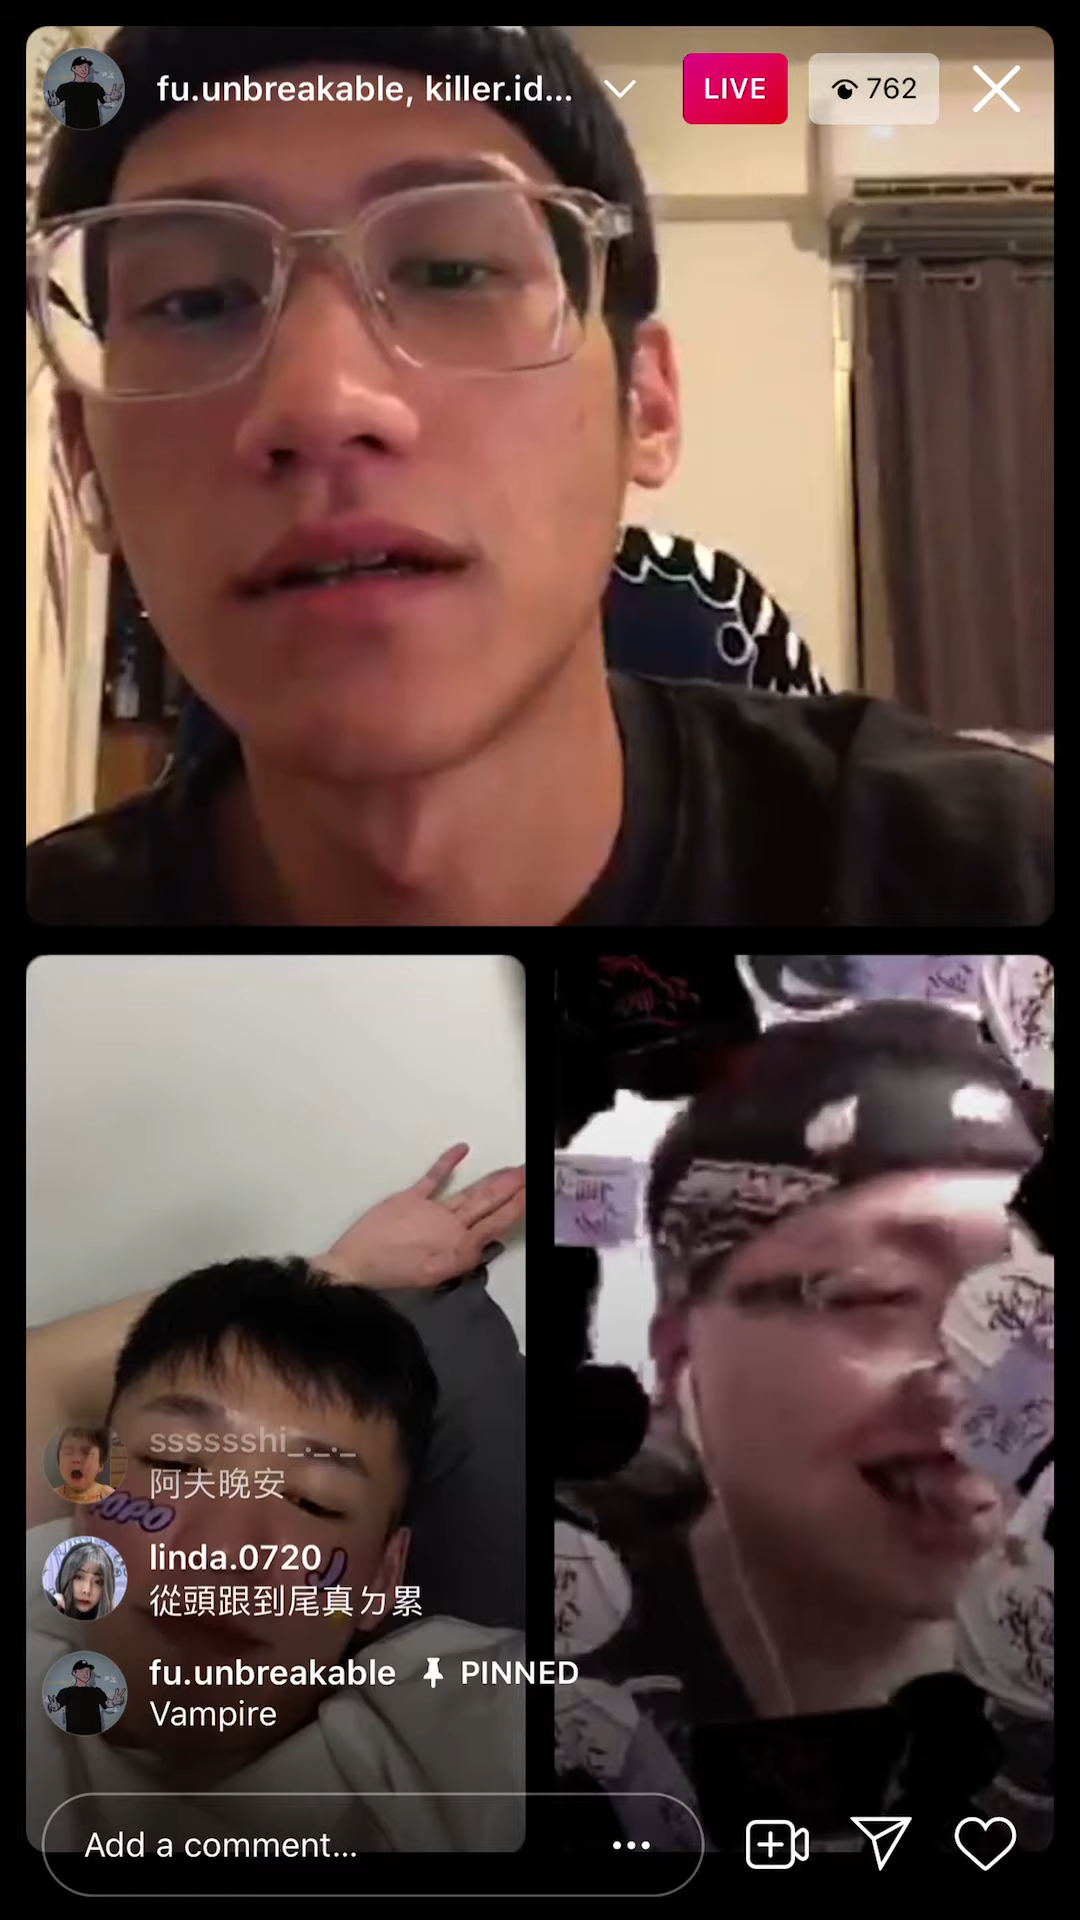 fu.unbreakable, killer.id...
LIVE
762
ssssssshi_._._
阿夫晚安
linda.0720
從頭跟到尾真ㄉ累
fu.unbreakable PINNED
Vampire
Add a comment...